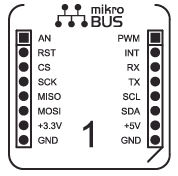 mikro
BUS
AN PWM
RST INT
CS RX
SCK TX
MISO SCL
MOSI SDA
+3.3V +5V
GND GND
1